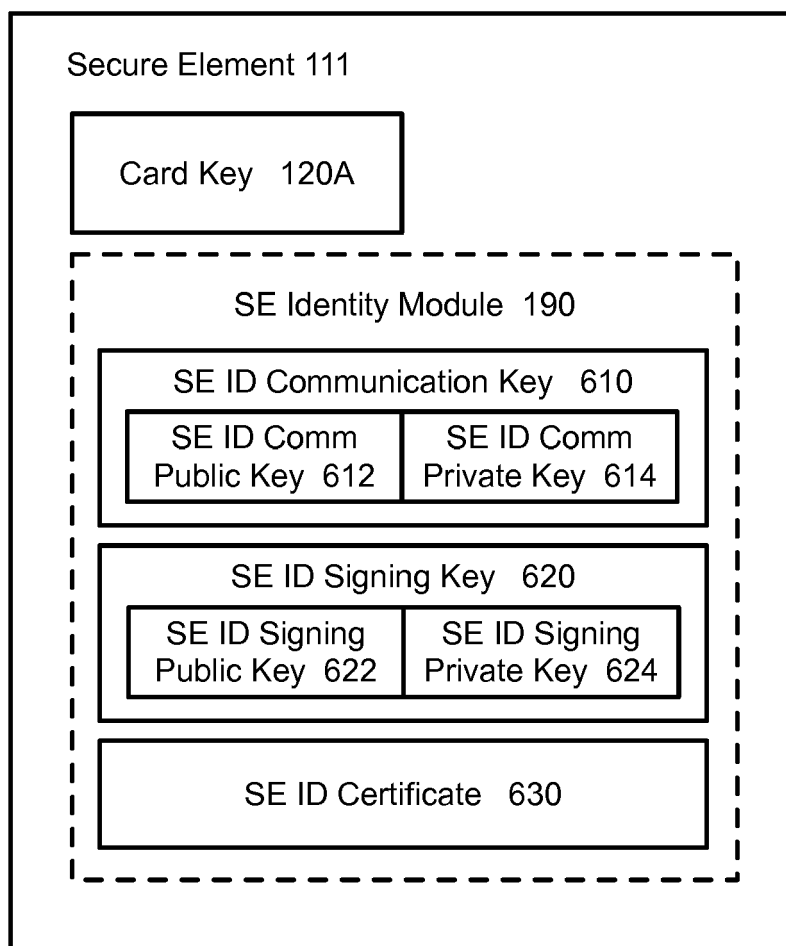 Secure Element 111
Card Key 120A
SE Identity Module 190
SE ID Communication Key 610
SE ID Comm
Public Key 612
SE ID Comm
Private Key 614
SE ID Signing Key 620
SE ID Signing
Public Key 622
SE ID Signing
Private Key 624
SE ID Certificate 630